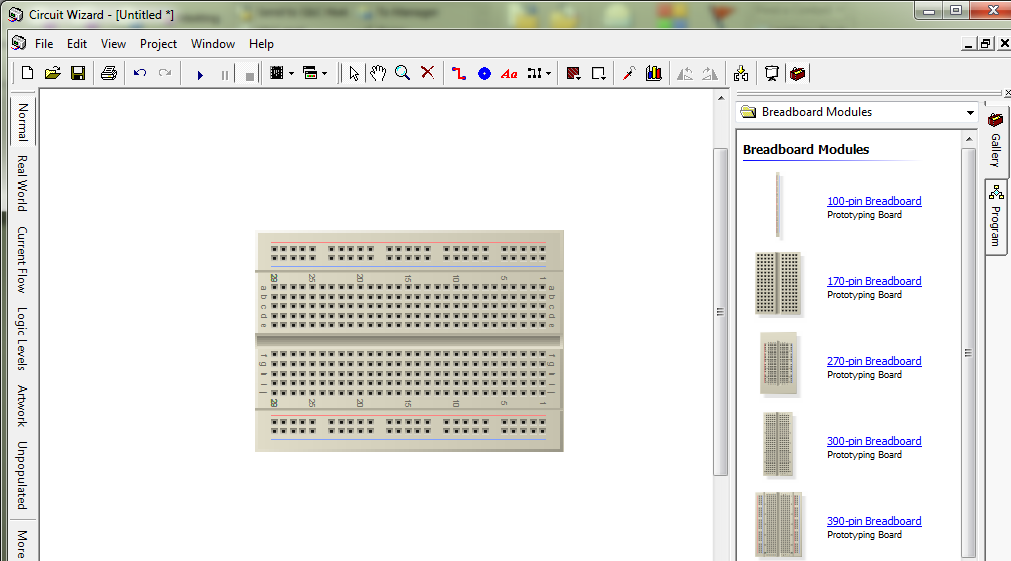 Circuit Wizard - [Untitled *]
File Edit View Project Window Help
Aa
Normal
Real World
Current Flow
Logic Levels
Artwork
Unpopulated
More
25 20 15 10 5 1
a b c d e
a b c d e
f g h i j
f g h i j
25 20 15 10 5 1
Breadboard Modules
Breadboard Modules
100-pin Breadboard
Prototyping Board
170-pin Breadboard
Prototyping Board
270-pin Breadboard
Prototyping Board
300-pin Breadboard
Prototyping Board
390-pin Breadboard
Prototyping Board
Gallery
Program